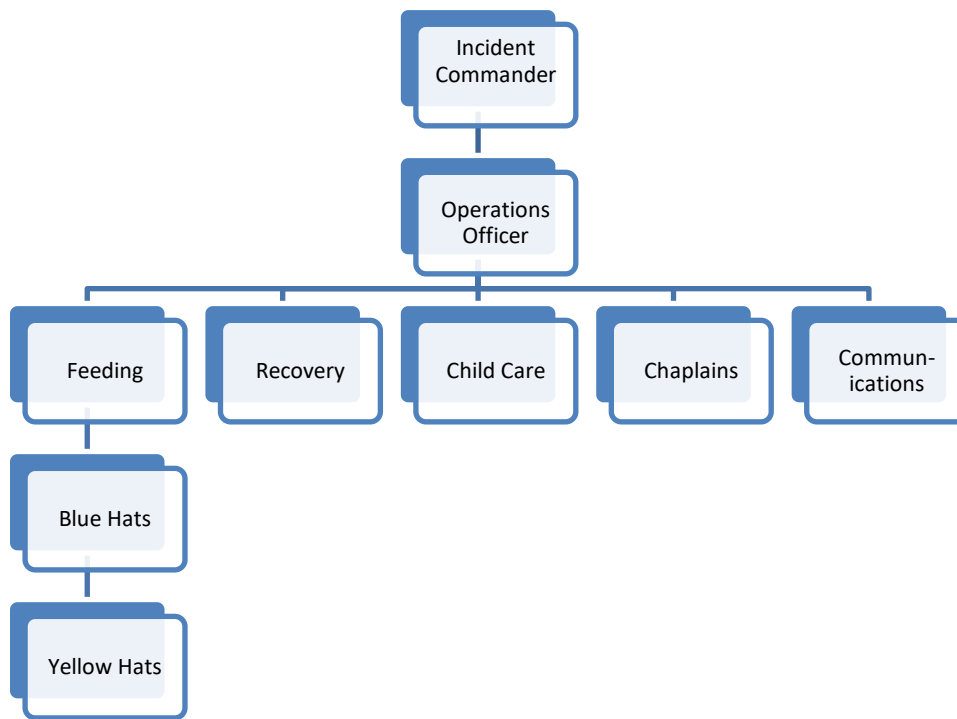 Incident
Commander
Operations
Officer
Feeding
Recovery
Child Care
Chaplains
Commun-
ications
Blue Hats
Yellow Hats